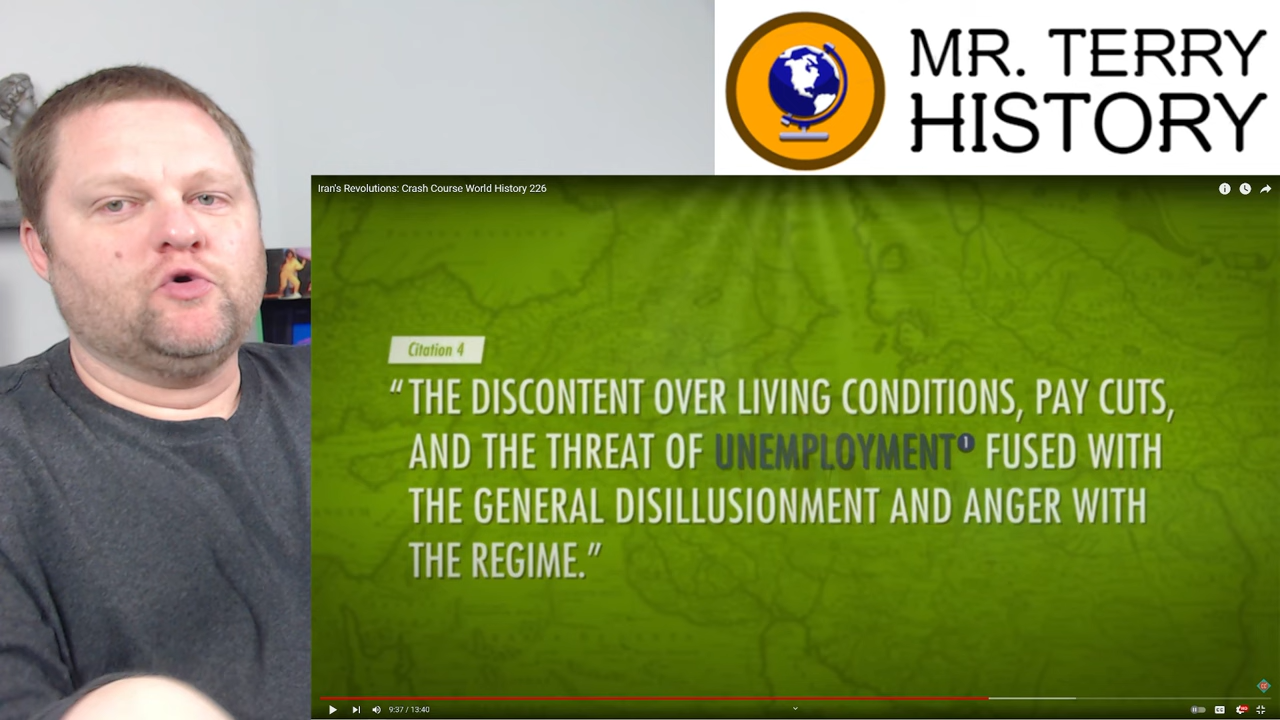 MR. TERRY
HISTORY
Iran's Revolutions: Crash Course World History 226
Citation 4
“THE DISCONTENT OVER LIVING CONDITIONS, PAY CUTS,
AND THE THREAT OF UNEMPLOYMENT1 FUSED WITH
THE GENERAL DISILLUSIONMENT AND ANGER WITH
THE REGIME.”
9:37 / 13:40